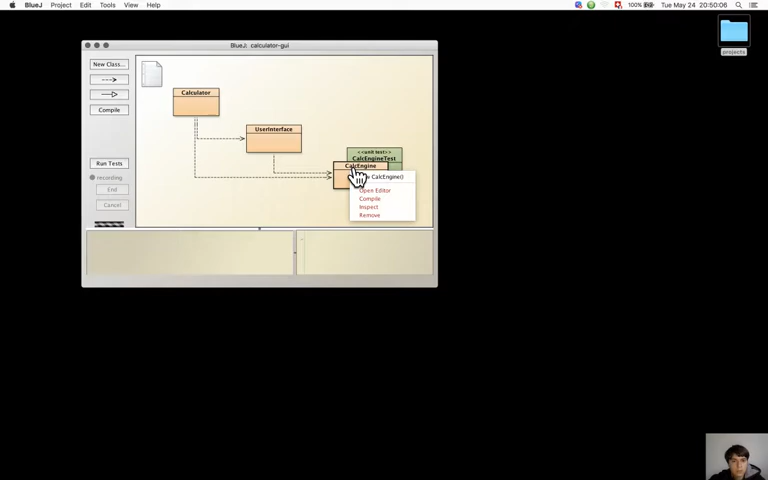 BlueJ Project Edit Tools View Help
100% Tue May 24 20:50:06
projects
BlueJ: calculator-gui
New Class...
Compile
Run Tests
recording
End
Cancel
Calculator
UserInterface
<<unit test>>
CalcEngineTest
CalcEngine
CalcEngine()
Open Editor
Compile
Inspect
Remove